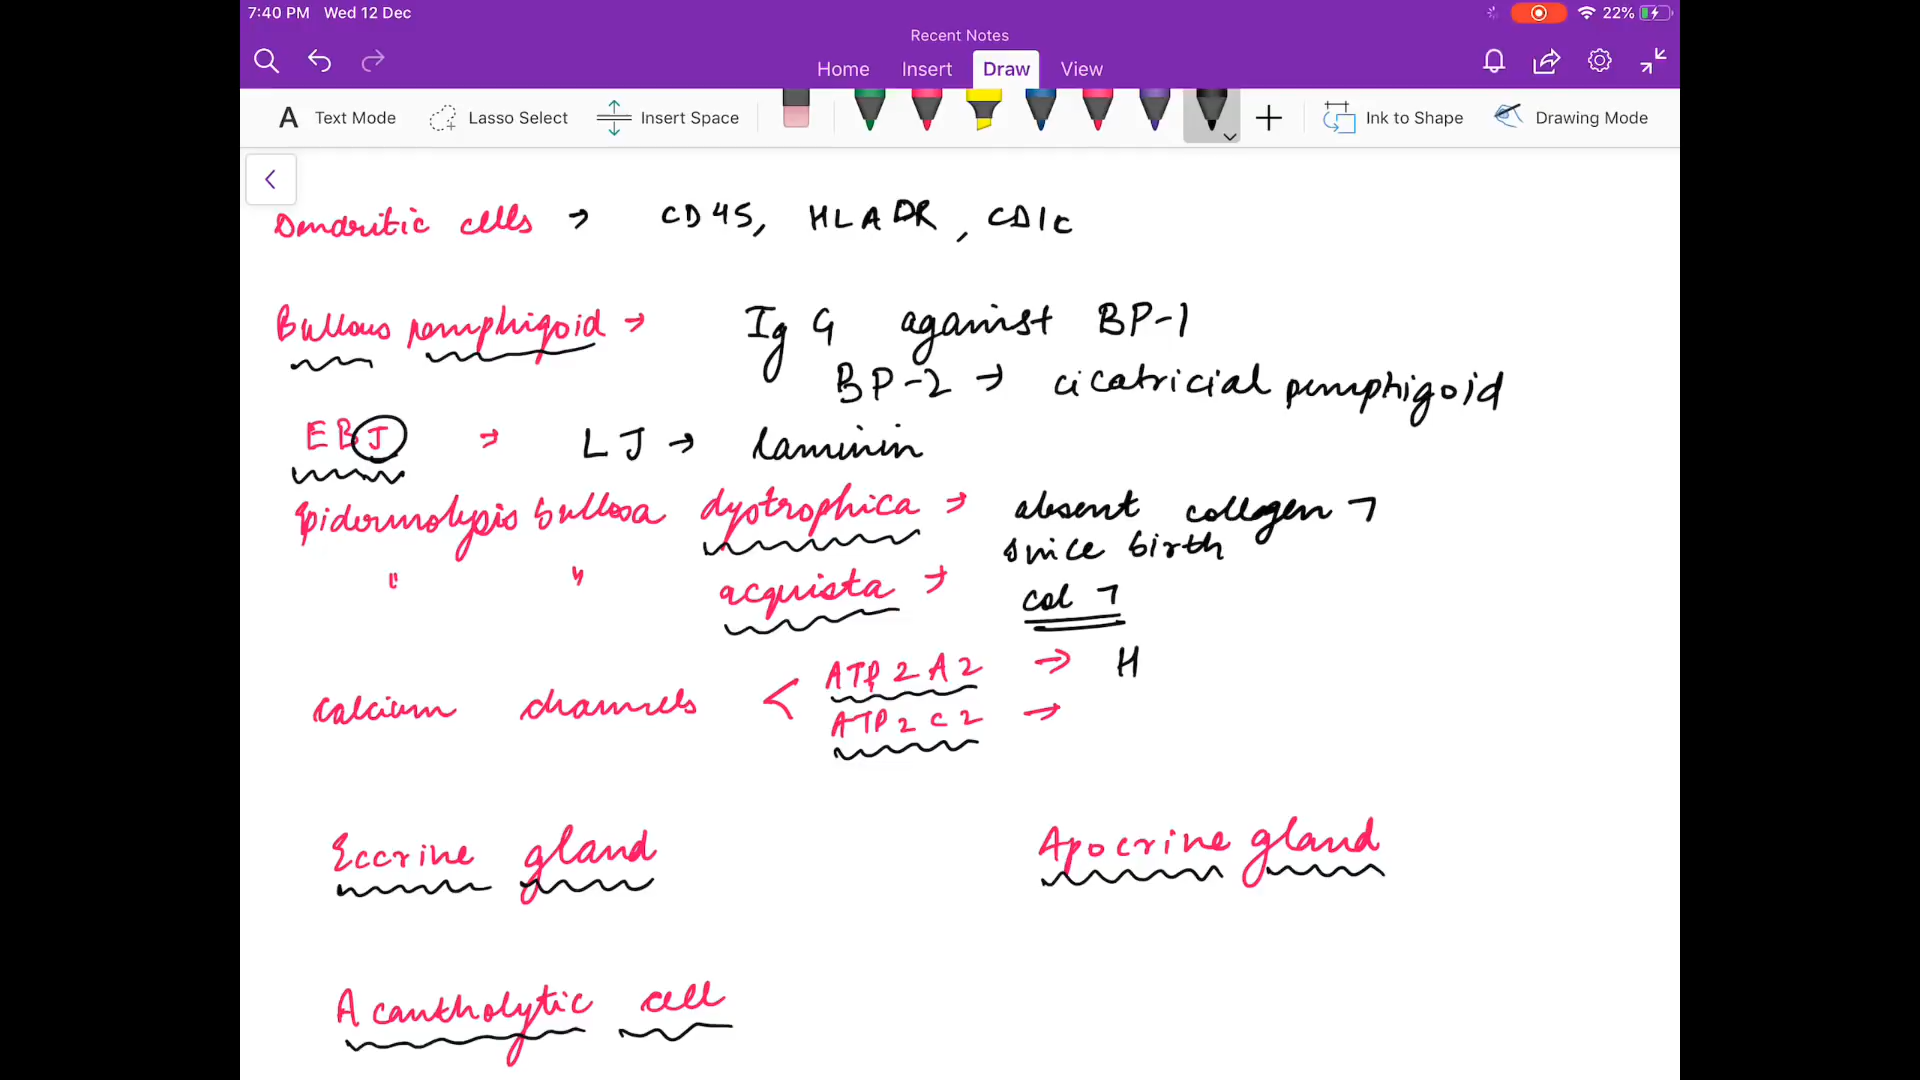 7:40 PM Wed 12 Dec 22%
Recent Notes
Home Insert Draw View
A Text Mode Lasso Select Insert Space Ink to Shape Drawing Mode
Dendritic cells → CD45, HLADR, CD1c
Bullous pemphigoid → Ig G against BP-1
BP-2 → cicatricial pemphigoid
EBJ → LJ → laminin
Epidermolysis bullosa dystrophica → absent collagen 7
since birth
" " acquista → col 7
Calcium channels < ATP2A2 → H
ATP2C2 →
Eccrine gland Apocrine gland
Acantholytic cell